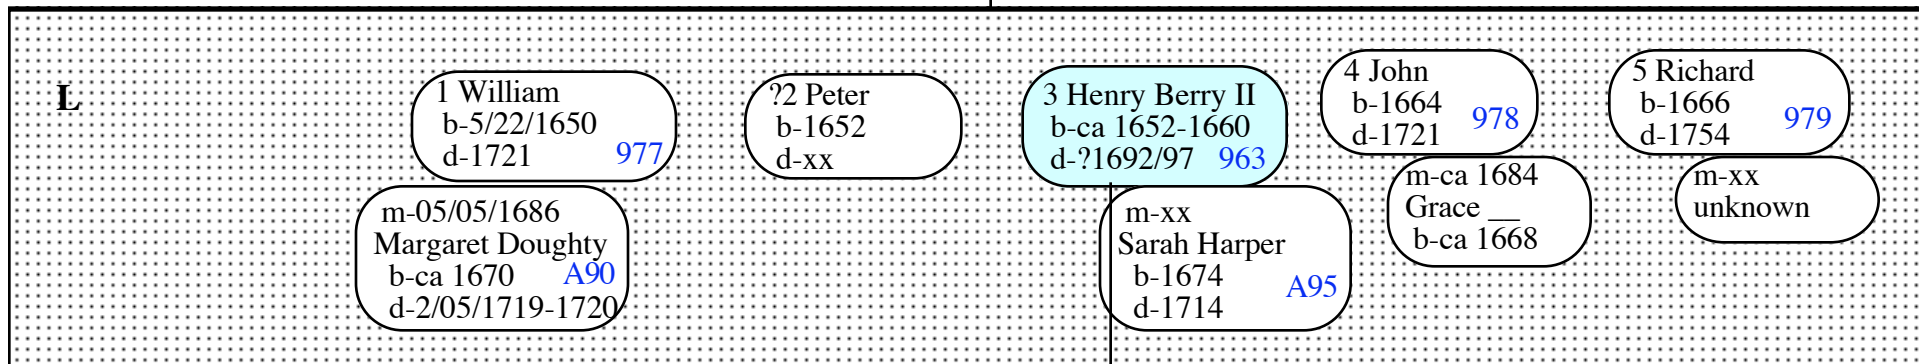 L
1 William
b-5/22/1650
d-1721 977
m-05/05/1686
Margaret Doughty
b-ca 1670 A90
d-2/05/1719-1720
?2 Peter
b-1652
d-xx
3 Henry Berry II
b-ca 1652-1660
d-?1692/97 963
m-xx
Sarah Harper
b-1674
d-1714 A95
4 John
b-1664
d-1721 978
m-ca 1684
Grace __
b-ca 1668
5 Richard
b-1666
d-1754 979
m-xx
unknown